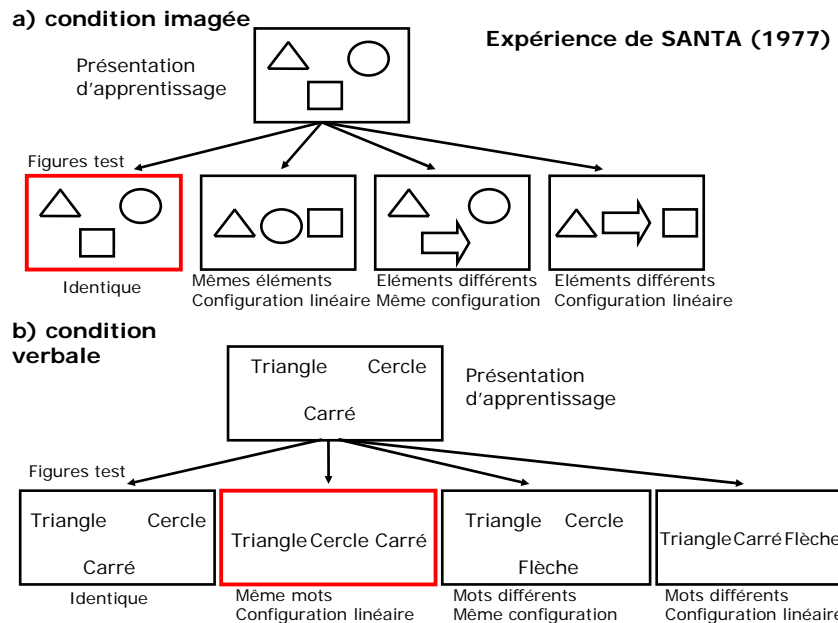 a) condition imagée
Expérience de SANTA (1977)
Présentation
d'apprentissage
Figures test
Identique
Mêmes éléments
Configuration linéaire
Eléments différents
Même configuration
Eléments différents
Configuration linéaire
b) condition
verbale
Triangle Cercle
Carré
Présentation
d'apprentissage
Figures test
Triangle Cercle
Carré
Triangle Cercle Carré
Triangle Cercle
Flèche
Triangle Carré Flèche
Identique
Même mots
Configuration linéaire
Mots différents
Même configuration
Mots différents
Configuration linéaire